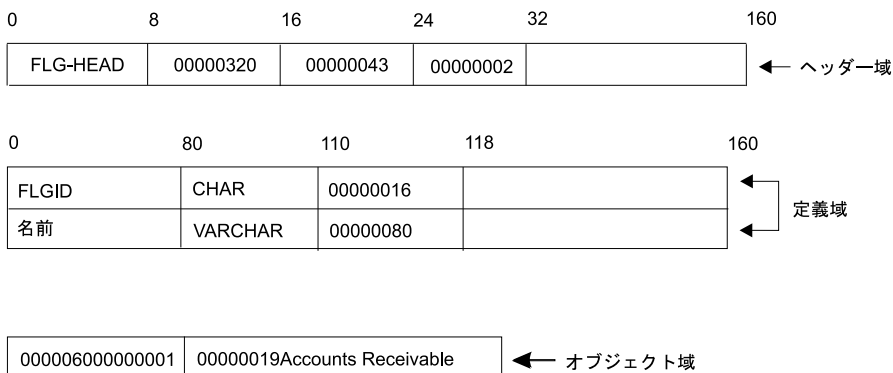 0 8 16 24 32 160
FLG-HEAD 00000320 00000043 00000002 ヘッダー域
0 80 110 118 160
FLGID CHAR 00000016
定義域
名前 VARCHAR 00000080
000006000000001 00000019Accounts Receivable オブジェクト域